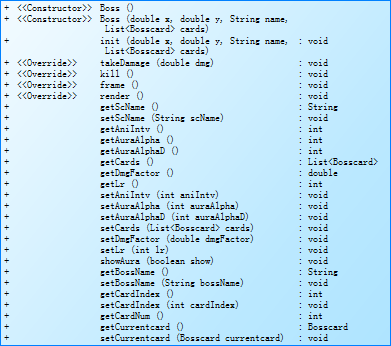 + <<Constructor>> Boss ()
+ <<Constructor>> Boss (double x, double y, String name,
List<Bosscard> cards)
+ init (double x, double y, String name, : void
List<Bosscard> cards)
+ <<Override>> takeDamage (double dmg) : void
+ <<Override>> kill () : void
+ <<Override>> frame () : void
+ <<Override>> render () : void
+ getScName () : String
+ setScName (String scName) : void
+ getAniIntv () : int
+ getAuraAlpha () : int
+ getAuraAlphaD () : int
+ getCards () : List<Bosscard>
+ getDmgFactor () : double
+ getLr () : int
+ setAniIntv (int aniIntv) : void
+ setAuraAlpha (int auraAlpha) : void
+ setAuraAlphaD (int auraAlphaD) : void
+ setCards (List<Bosscard> cards) : void
+ setDmgFactor (double dmgFactor) : void
+ setLr (int lr) : void
+ showAura (boolean show) : void
+ getBossName () : String
+ setBossName (String bossName) : void
+ getCardIndex () : int
+ setCardIndex (int cardIndex) : void
+ getCardNum () : int
+ getCurrentcard () : Bosscard
+ setCurrentcard (Bosscard currentcard) : void